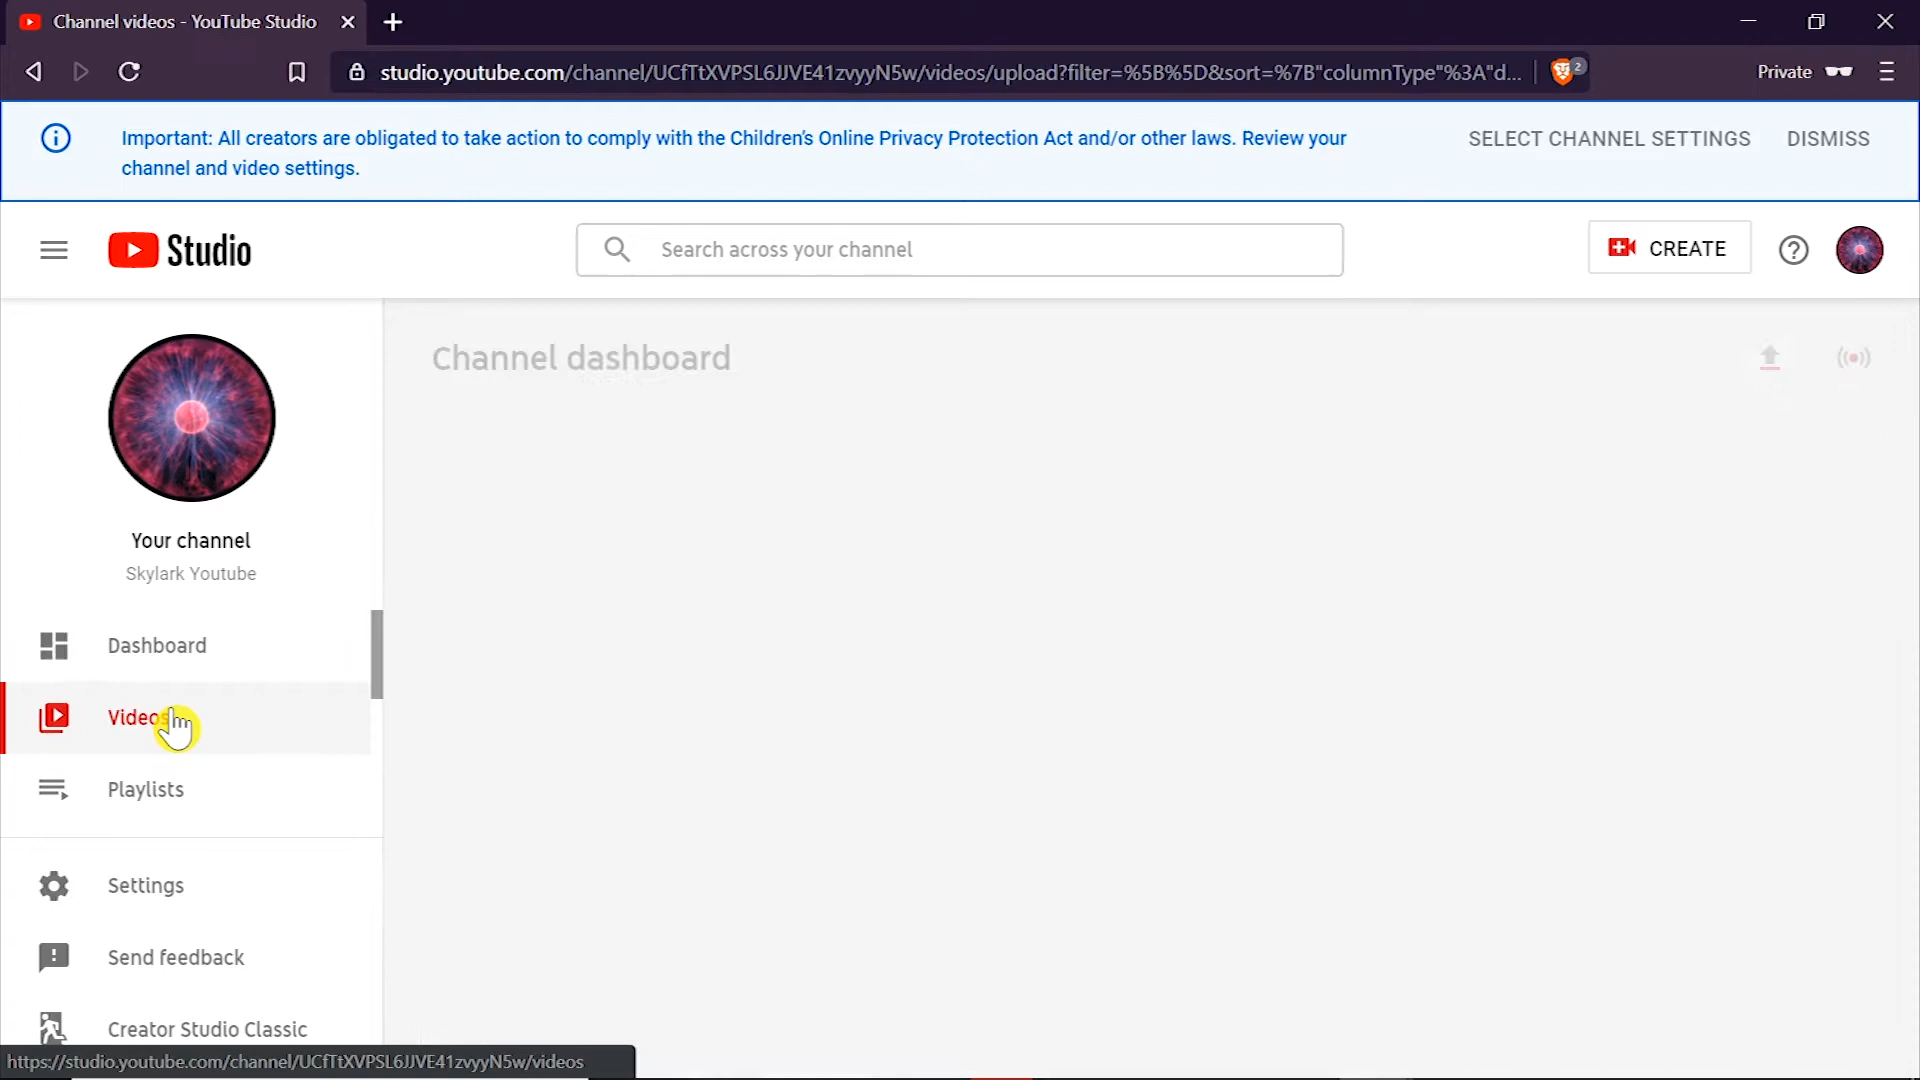 Channel videos - YouTube Studio
studio.youtube.com/channel/UCfTtXVPSL6JJVE41zvyyN5w/videos/upload?filter=%5B%5D&sort=%7B"columnType"%3A"d...
2
Private
Important: All creators are obligated to take action to comply with the Children's Online Privacy Protection Act and/or other laws. Review your
channel and video settings.
SELECT CHANNEL SETTINGS
DISMISS
Studio
Search across your channel
CREATE
Channel dashboard
Your channel
Skylark Youtube
Dashboard
Videos
Playlists
Settings
Send feedback
Creator Studio Classic
https://studio.youtube.com/channel/UCfTtXVPSL6JJVE41zvyyN5w/videos